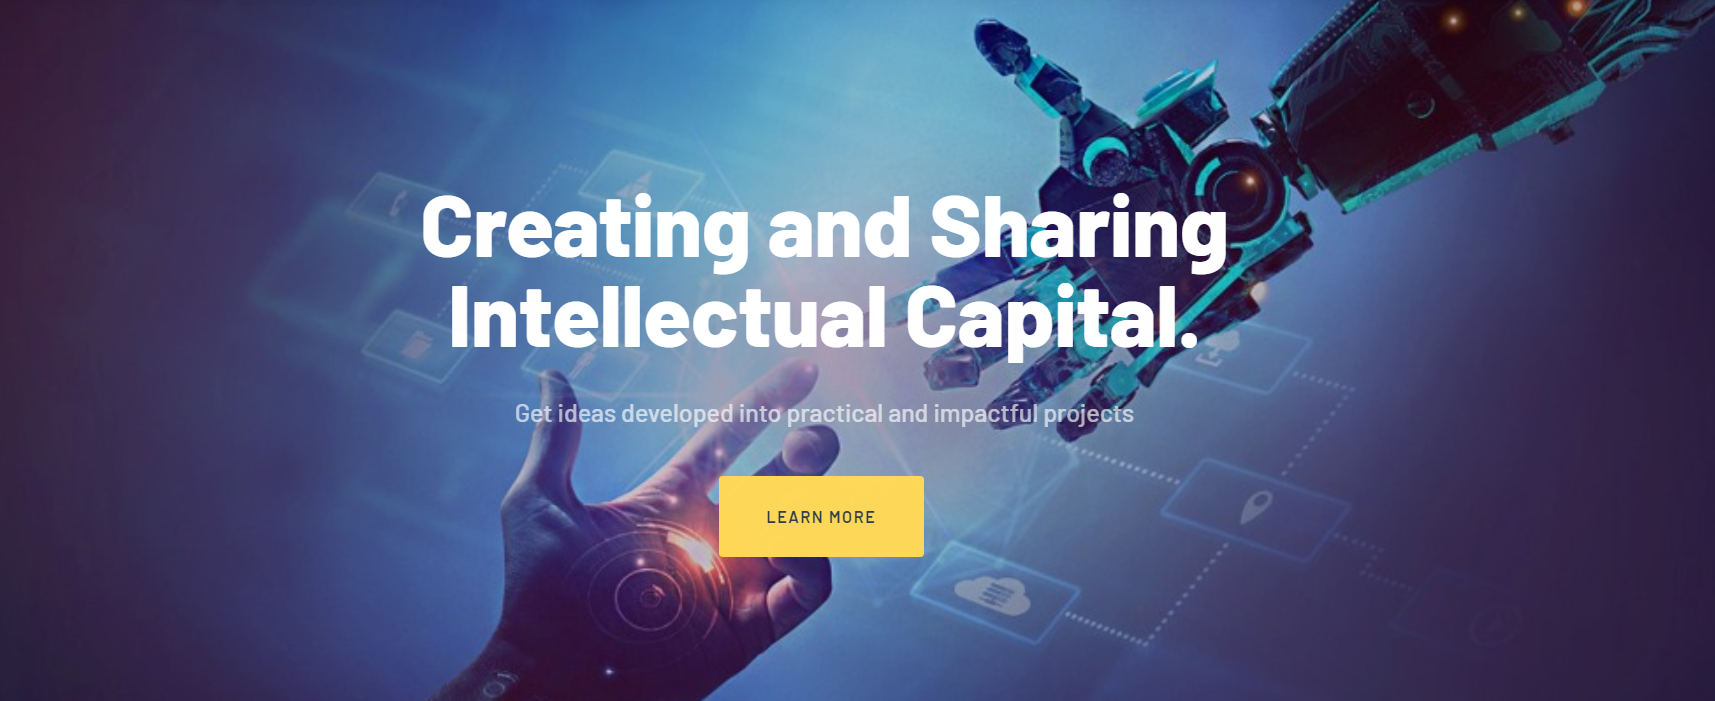 Creating and Sharing
Intellectual Capital.
Get ideas developed into practical and impactful projects
LEARN MORE